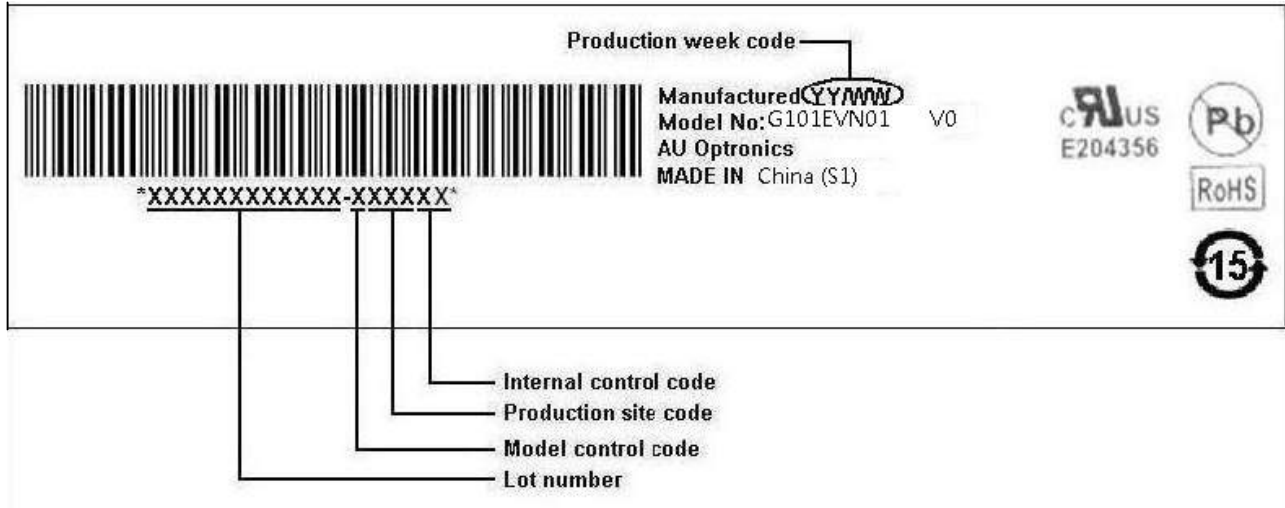 Production week code
Manufactured YY/WW
Model No:G101EVN01 V0
AU Optronics
MADE IN China (S1)
*XXXXXXXXXXXXX-XXXXXX*
c RU US
E204356
Pb
RoHS
15
Internal control code
Production site code
Model control code
Lot number